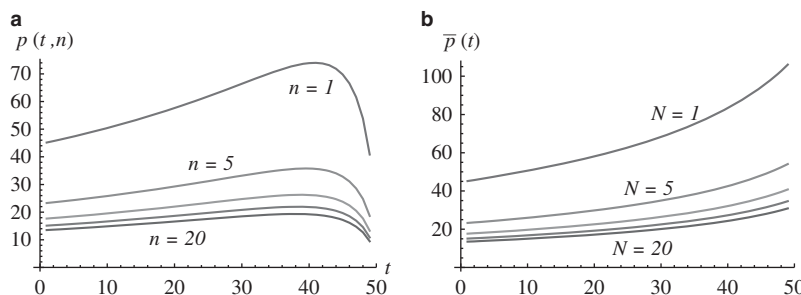 a
p (t ,n)
70
60
50
40
30
20
10
0 10 20 30 40 50
t
n = 1
n = 5
n = 20
b
p̅ (t)
100
80
60
40
20
0 10 20 30 40 50
N = 1
N = 5
N = 20